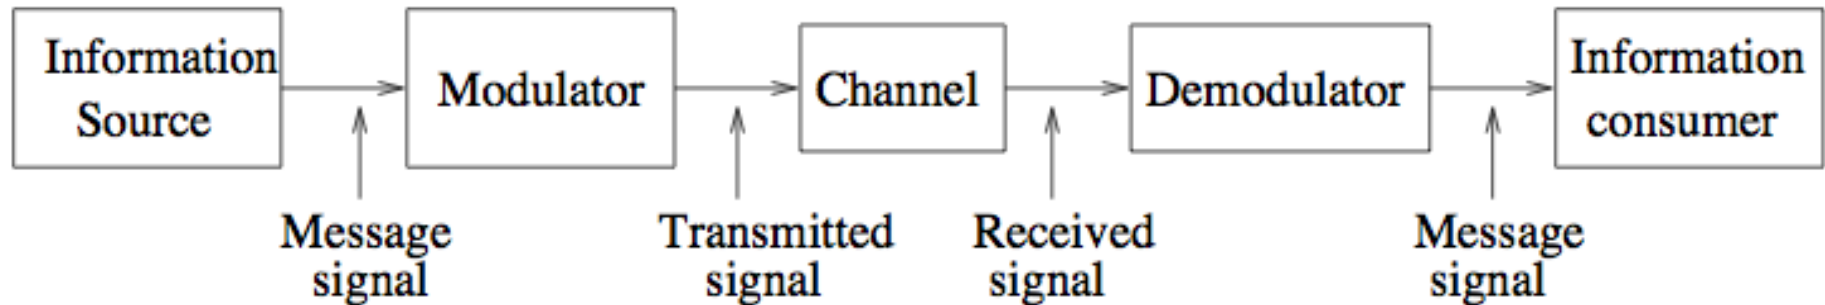 Information
Source
Modulator
Channel
Demodulator
Information
consumer
Message
signal
Transmitted
signal
Received
signal
Message
signal